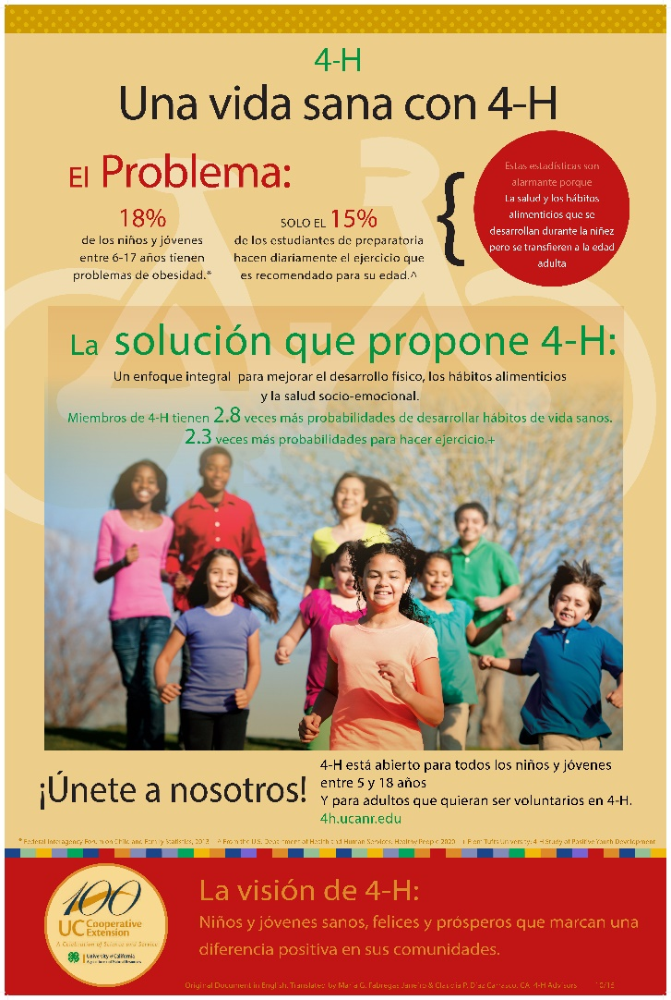 4-H
Una vida sana con 4-H
El Problema:
18%
de los niños y jóvenes
entre 6-17 años tienen
problemas de obesidad.*
SOLO EL 15%
de los estudiantes de preparatoria
hacen diariamente el ejercicio que
es recomendado para su edad.^
{
Estas estadísticas son
alarmante porque
La salud y los hábitos
alimenticios que se
desarrollan durante la niñez
pero se transfieren a la edad
adulta
La solución que propone 4-H:
Un enfoque integral para mejorar el desarrollo físico, los hábitos alimenticios
y la salud socio-emocional.
Miembros de 4-H tienen 2.8 veces más probabilidades de desarrollar hábitos de vida sanos.
2.3 veces más probabilidades para hacer ejercicio.+
¡Únete a nosotros!
4-H está abierto para todos los niños y jóvenes
entre 5 y 18 años
Y para adultos que quieran ser voluntarios en 4-H.
4h.ucanr.edu
* Federal Interagency Forum on Child and Family Statistics, 2013 ^ From the U.S. Department of Health and Human Services. Healthy People 2020 + From Tufts University: 4-H Study of Positive Youth Development
100
UC Cooperative
Extension
A Celebration of Science and Service
University of California
Agriculture and Natural Resources
La visión de 4-H:
Niños y jóvenes sanos, felices y prósperos que marcan una
diferencia positiva en sus comunidades.
Original Document in English. Translated by María G. Fábregas Janeiro & Claudia P. Díaz Carrasco. CA. 4-H Advisors 10/15